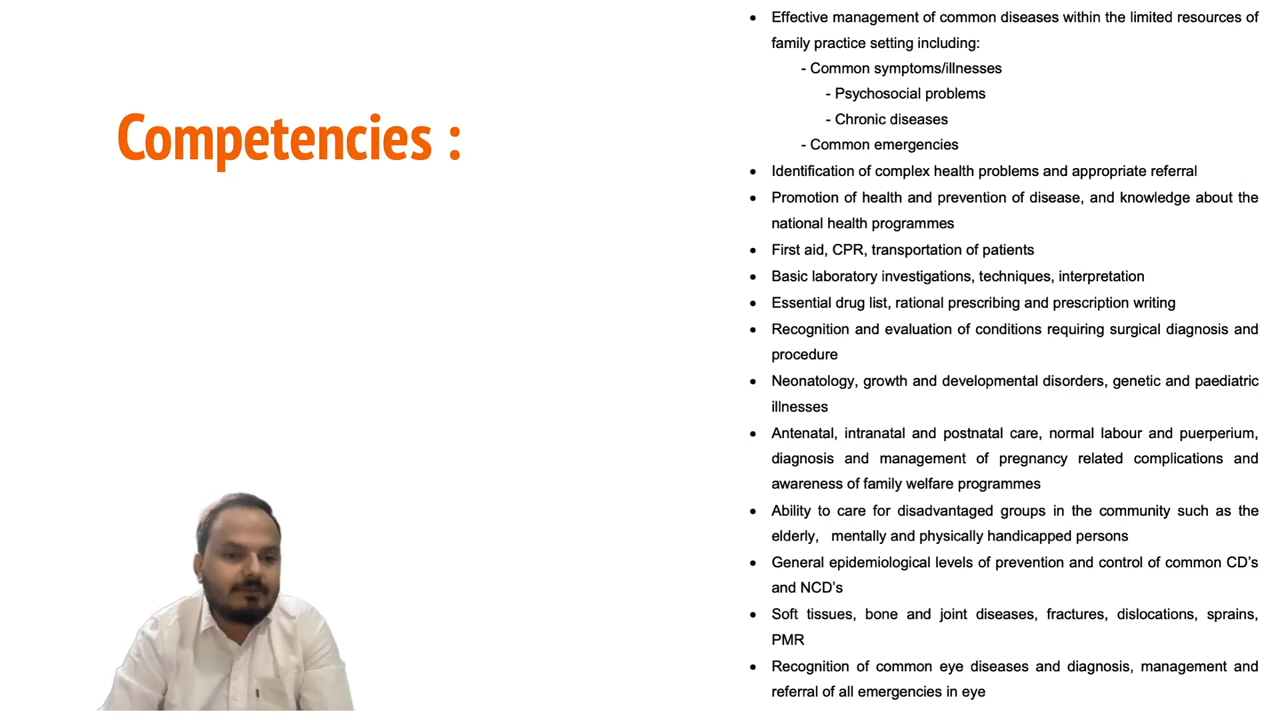 Competencies :
• Effective management of common diseases within the limited resources of
family practice setting including:
- Common symptoms/illnesses
- Psychosocial problems
- Chronic diseases
- Common emergencies
• Identification of complex health problems and appropriate referral
• Promotion of health and prevention of disease, and knowledge about the
national health programmes
• First aid, CPR, transportation of patients
• Basic laboratory investigations, techniques, interpretation
• Essential drug list, rational prescribing and prescription writing
• Recognition and evaluation of conditions requiring surgical diagnosis and
procedure
• Neonatology, growth and developmental disorders, genetic and paediatric
illnesses
• Antenatal, intranatal and postnatal care, normal labour and puerperium,
diagnosis and management of pregnancy related complications and
awareness of family welfare programmes
• Ability to care for disadvantaged groups in the community such as the
elderly, mentally and physically handicapped persons
• General epidemiological levels of prevention and control of common CD's
and NCD's
• Soft tissues, bone and joint diseases, fractures, dislocations, sprains,
PMR
• Recognition of common eye diseases and diagnosis, management and
referral of all emergencies in eye